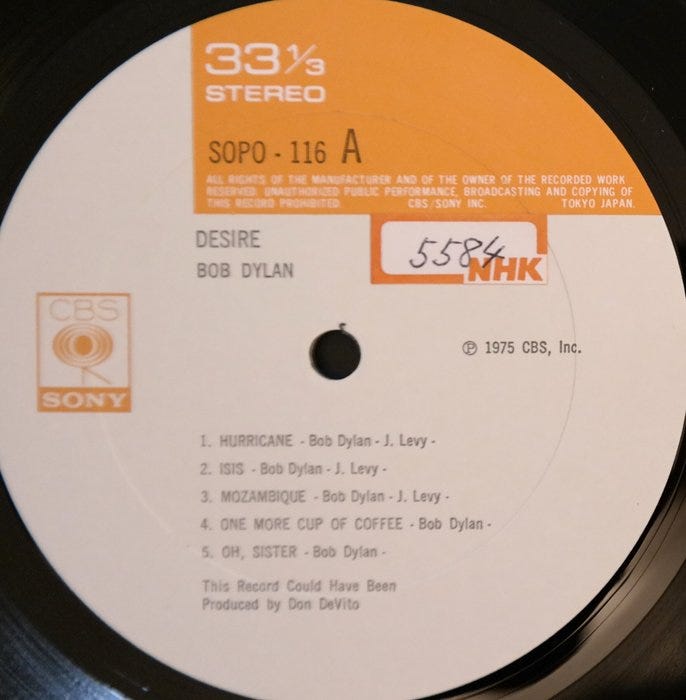 33 1/3
STEREO
SOPO - 116 A
ALL RIGHTS OF THE MANUFACTURER AND OF THE OWNER OF THE RECORDED WORK
RESERVED. UNAUTHORIZED PUBLIC PERFORMANCE, BROADCASTING AND COPYING OF
THIS RECORD PROHIBITED. CBS/SONY INC. TOKYO JAPAN.
DESIRE
BOB DYLAN
5584
NHK
CBS
SONY
℗ 1975 CBS, Inc.
1. HURRICANE - Bob Dylan - J. Levy -
2. ISIS - Bob Dylan - J. Levy -
3. MOZAMBIQUE - Bob Dylan - J. Levy -
4. ONE MORE CUP OF COFFEE - Bob Dylan -
5. OH, SISTER - Bob Dylan -
This Record Could Have Been
Produced by Don DeVito